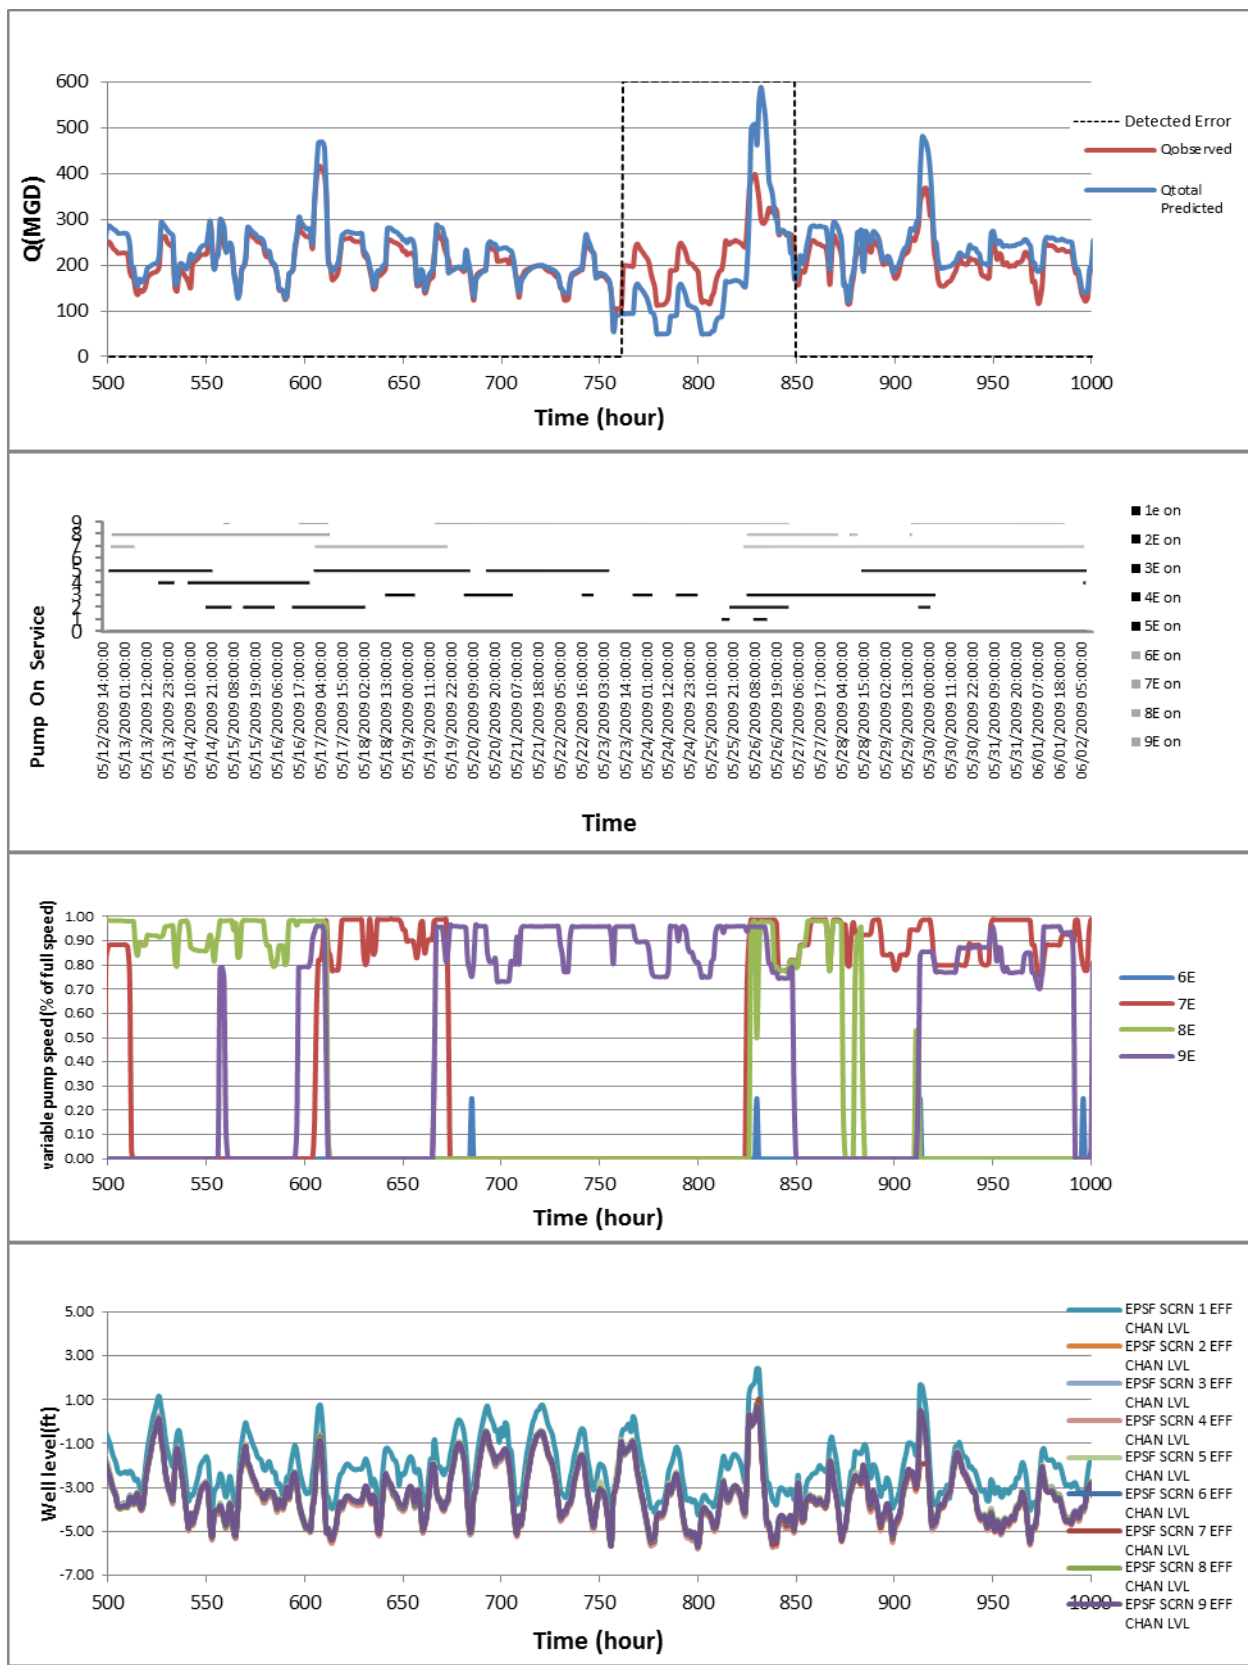 600
500
400
300
200
100
0
Q(MGD)
500 550 600 650 700 750 800 850 900 950 1000
Time (hour)
Detected Error
Qobserved
Qtotal
Predicted
9
8
7
6
5
4
3
2
1
0
Pump On Service
05/12/2009 14:00:00
05/13/2009 01:00:00
05/13/2009 12:00:00
05/13/2009 23:00:00
05/14/2009 10:00:00
05/14/2009 21:00:00
05/15/2009 08:00:00
05/15/2009 19:00:00
05/16/2009 06:00:00
05/16/2009 17:00:00
05/17/2009 04:00:00
05/17/2009 15:00:00
05/18/2009 02:00:00
05/18/2009 13:00:00
05/19/2009 00:00:00
05/19/2009 11:00:00
05/19/2009 22:00:00
05/20/2009 09:00:00
05/20/2009 20:00:00
05/21/2009 07:00:00
05/21/2009 18:00:00
05/22/2009 05:00:00
05/22/2009 16:00:00
05/23/2009 03:00:00
05/23/2009 14:00:00
05/24/2009 01:00:00
05/24/2009 12:00:00
05/24/2009 23:00:00
05/25/2009 10:00:00
05/25/2009 21:00:00
05/26/2009 08:00:00
05/26/2009 19:00:00
05/27/2009 06:00:00
05/27/2009 17:00:00
05/28/2009 04:00:00
05/28/2009 15:00:00
05/29/2009 02:00:00
05/29/2009 13:00:00
05/30/2009 00:00:00
05/30/2009 11:00:00
05/30/2009 22:00:00
05/31/2009 09:00:00
05/31/2009 20:00:00
06/01/2009 07:00:00
06/01/2009 18:00:00
06/02/2009 05:00:00
Time
1e on
2E on
3E on
4E on
5E on
6E on
7E on
8E on
9E on
1.00
0.90
0.80
0.70
0.60
0.50
0.40
0.30
0.20
0.10
0.00
variable pump speed(% of full speed)
500 550 600 650 700 750 800 850 900 950 1000
Time (hour)
6E
7E
8E
9E
5.00
3.00
1.00
-1.00
-3.00
-5.00
-7.00
Well level(ft)
500 550 600 650 700 750 800 850 900 950 1000
Time (hour)
EPSF SCRN 1 EFF
CHAN LVL
EPSF SCRN 2 EFF
CHAN LVL
EPSF SCRN 3 EFF
CHAN LVL
EPSF SCRN 4 EFF
CHAN LVL
EPSF SCRN 5 EFF
CHAN LVL
EPSF SCRN 6 EFF
CHAN LVL
EPSF SCRN 7 EFF
CHAN LVL
EPSF SCRN 8 EFF
CHAN LVL
EPSF SCRN 9 EFF
CHAN LVL